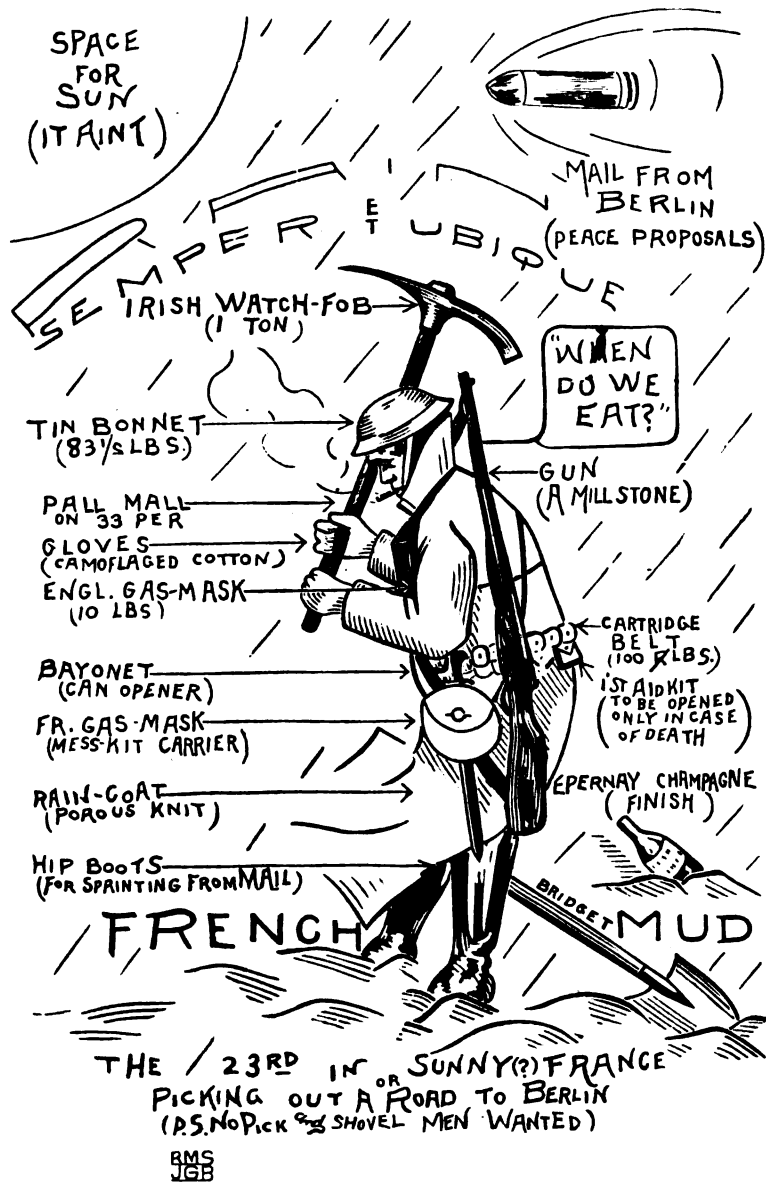 SPACE
FOR
SUN
(IT AINT)
MAIL FROM
BERLIN
(PEACE PROPOSALS)
SEMPER ET UBIQUE
IRISH WATCH-FOB
(1 TON)
"WHEN
DO WE
EAT?"
TIN BONNET
(83⅓ LBS.)
GUN
(A MILLSTONE)
PALL MALL
ON 33 PER
GLOVES
(CAMOFLAGED COTTON)
ENGL. GAS-MASK
(10 LBS)
CARTRIDGE
BELT
(100 LBS.)
BAYONET
(CAN OPENER)
1ST AID KIT
(TO BE OPENED
ONLY IN CASE
OF DEATH)
FR. GAS-MASK
(MESS-KIT CARRIER)
RAIN-COAT
(POROUS KNIT)
EPERNAY CHAMPAGNE
(FINISH)
HIP BOOTS
(FOR SPRINTING FROM MAIL)
BRIDGET
FRENCH MUD
THE 23RD IN SUNNY(?) FRANCE
OR
PICKING OUT A ROAD TO BERLIN
(P.S. NO PICK and SHOVEL MEN WANTED)
RMS
JGB